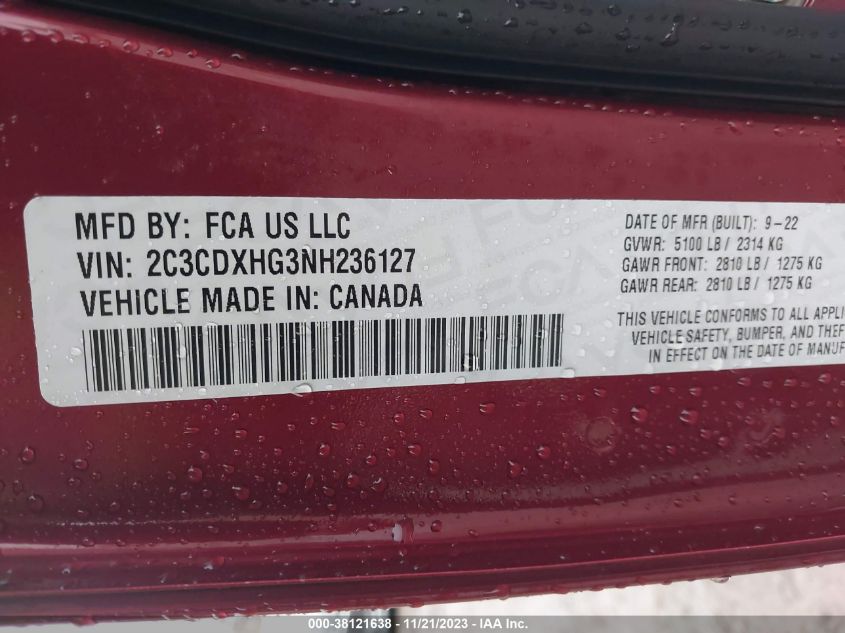 MFD BY: FCA US LLC
VIN: 2C3CDXHG3NH236127
VEHICLE MADE IN: CANADA
DATE OF MFR (BUILT): 9-22
GVWR: 5100 LB / 2314 KG
GAWR FRONT: 2810 LB / 1275 KG
GAWR REAR: 2810 LB / 1275 KG
THIS VEHICLE CONFORMS TO ALL APPLI
VEHICLE SAFETY, BUMPER, AND THEF
IN EFFECT ON THE DATE OF MANUF
00-38121638 - 11/21/2023 - IAA Inc.